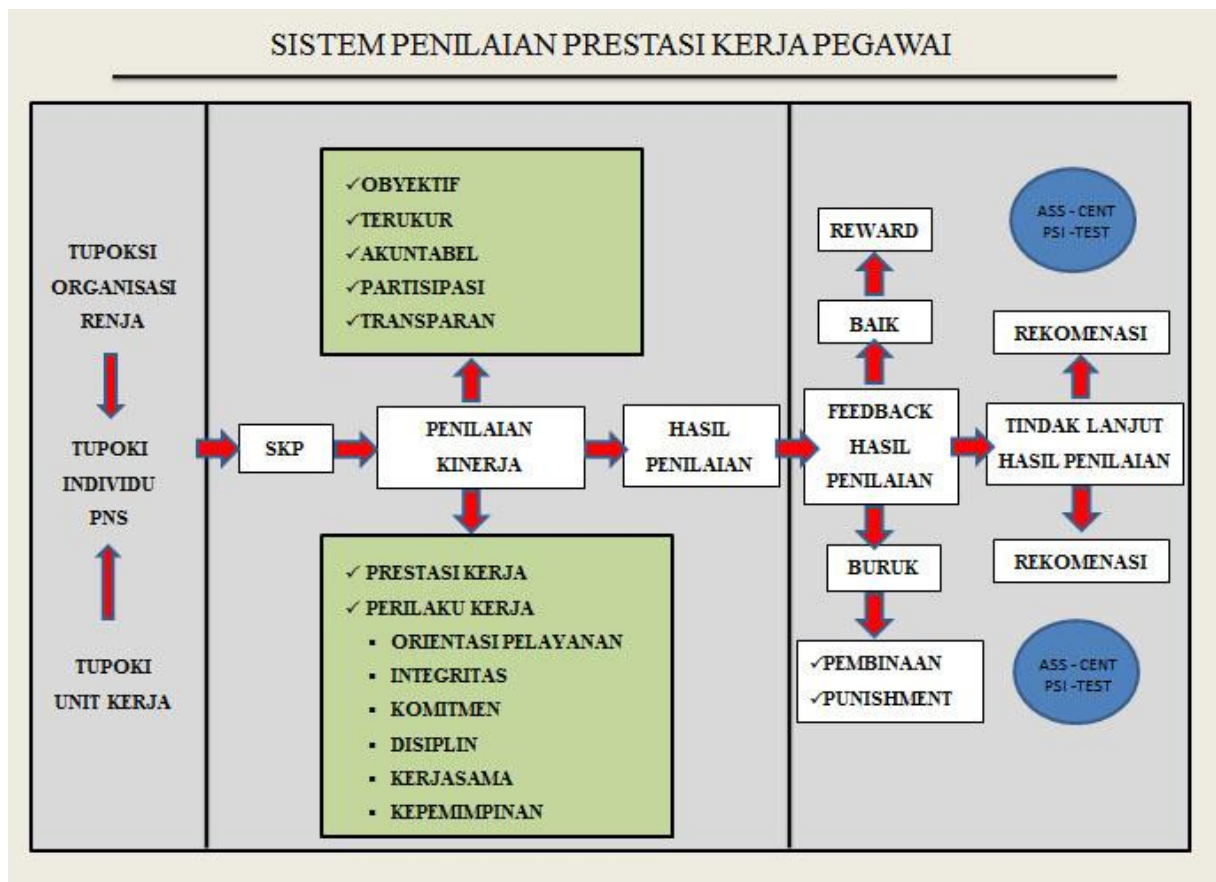 SISTEM PENILAIAN PRESTASI KERJA PEGAWAI
TUPOKSI
ORGANISASI
RENJA
TUPOKI
INDIVIDU
PNS
TUPOKI
UNIT KERJA
SKP
✓OBYEKTIF
✓TERUKUR
✓AKUNTABEL
✓PARTISIPASI
✓TRANSPARAN
PENILAIAN
KINERJA
✓ PRESTASI KERJA
✓ PERILAKU KERJA
▪ ORIENTASI PELAYANAN
▪ INTEGRITAS
▪ KOMITMEN
▪ DISIPLIN
▪ KERJASAMA
▪ KEPEMIMPINAN
HASIL
PENILAIAN
REWARD
BAIK
FEEDBACK
HASIL
PENILAIAN
BURUK
✓PEMBINAAN
✓PUNISHMENT
ASS - CENT
PSI -TEST
REKOMENASI
TINDAK LANJUT
HASIL PENILAIAN
REKOMENASI
ASS - CENT
PSI -TEST